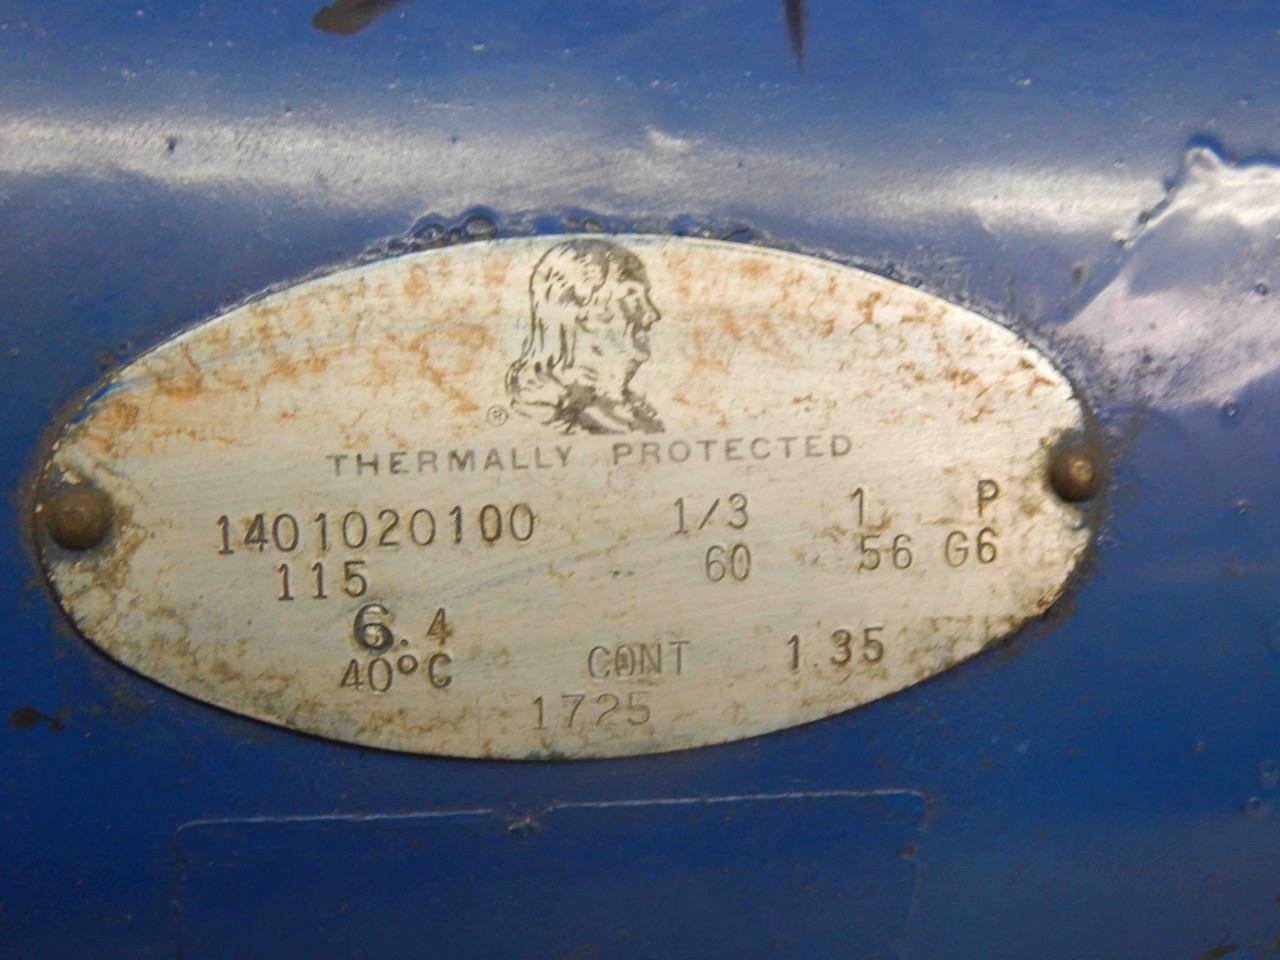 ®
THERMALLY PROTECTED
1401020100 1/3 1 P
115 60 56 G6
6.4
40°C CONT 1.35
1725